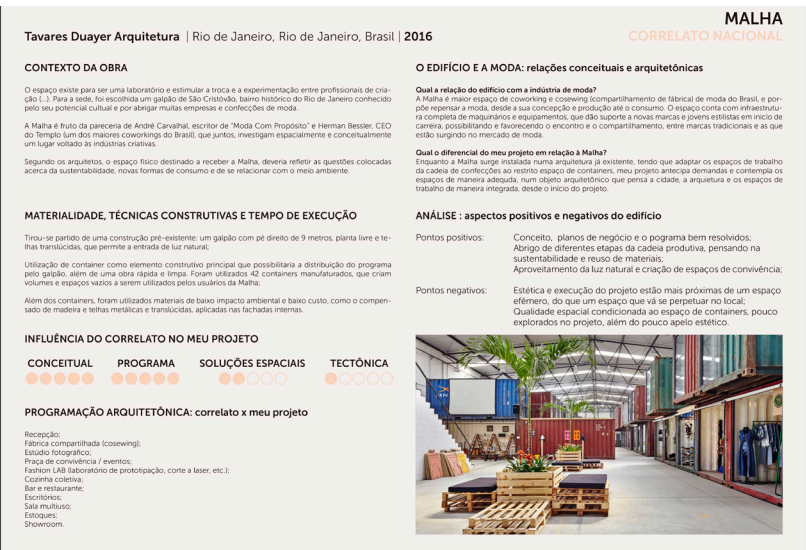 MALHA
CORRELATO NACIONAL
Tavares Duayer Arquitetura | Rio de Janeiro, Rio de Janeiro, Brasil | 2016
CONTEXTO DA OBRA
O espaço existe para ser uma laboratório e estimular a troca e a experimentação entre profissionais de cria-
ção (...). Para a sede, foi escolhida um galpão de São Cristóvão, bairro histórico do Rio de Janeiro conhecido
pelo seu potencial cultural e por abrigar muitas empresas e confecções de moda.
A Malha é fruto da pareceria de André Carvalhal, escritor de "Moda Com Propósito" e Herman Bessler, CEO
do Templo (um dos maiores coworkings do Brasil), que juntos, investigam espacialmente e conceitualmente
um lugar voltado às indústrias criativas.
Segundo os arquitetos, o espaço físico destinado a receber a Malha, deveria refletir as questões colocadas
acerca da sustentabilidade, novas formas de consumo e de se relacionar com o meio ambiente.
MATERIALIDADE, TÉCNICAS CONSTRUTIVAS E TEMPO DE EXECUÇÃO
Tirou-se partido de uma construção pré-existente: um galpão com pé direito de 9 metros, planta livre e te-
lhas translúcidas, que permite a entrada de luz natural;
Utilização de container como elemento construtivo principal que possibilitaria a distribuição do programa
pelo galpão, além de uma obra rápida e limpa. Foram utilizados 42 containers manufaturados, que criam
volumes e espaços vazios a serem utilizados pelos usuários da Malha;
Além dos containers, foram utilizados materiais de baixo impacto ambiental e baixo custo, como o compen-
sado de madeira e telhas metálicas e translúcidas, aplicadas nas fachadas internas.
INFLUÊNCIA DO CORRELATO NO MEU PROJETO
CONCEITUAL PROGRAMA SOLUÇÕES ESPACIAIS TECTÔNICA
PROGRAMAÇÃO ARQUITETÔNICA: correlato x meu projeto
Recepção;
Fábrica compartilhada (cosewing);
Estúdio fotográfico;
Praça de convivência / eventos;
Fashion LAB (laboratório de prototipação, corte a laser, etc.);
Cozinha coletiva;
Bar e restaurante;
Escritórios;
Sala multiuso;
Estoques;
Showroom.
O EDIFÍCIO E A MODA: relações conceituais e arquitetônicas
Qual a relação do edifício com a indústria de moda?
A Malha é maior espaço de coworking e cosewing (compartilhamento de fábrica) de moda do Brasil, e por-
põe repensar a moda, desde a sua concepção e produção até o consumo. O espaço conta com infraestrutu-
ra completa de maquinários e equipamentos, que dão suporte a novas marcas e jovens estilistas em início de
carreira, possibilitando e favorecendo o encontro e o compartilhamento, entre marcas tradicionais e as que
estão surgindo no mercado de moda.
Qual o diferencial do meu projeto em relação à Malha?
Enquanto a Malha surge instalada numa arquitetura já existente, tendo que adaptar os espaços de trabalho
da cadeia de confecções ao restrito espaço de containers, meu projeto antecipa demandas e contempla os
espaços de maneira adequda, num objeto arquitetônico que pensa a cidade, a arquietura e os espaços de
trabalho de maneira integrada, desde o início do projeto.
ANÁLISE : aspectos positivos e negativos do edifício
Pontos positivos: Conceito, planos de negócio e o pograma bem resolvidos;
Abrigo de diferentes etapas da cadeia produtiva, pensando na
sustentabilidade e reuso de materiais;
Aproveitamento da luz natural e criação de espaços de convivência;
Pontos negativos: Estética e execução do projeto estão mais próximas de um espaço
efêmero, do que um espaço que vá se perpetuar no local;
Qualidade espacial condicionada ao espaço de containers, pouco
explorados no projeto, além do pouco apelo estético.